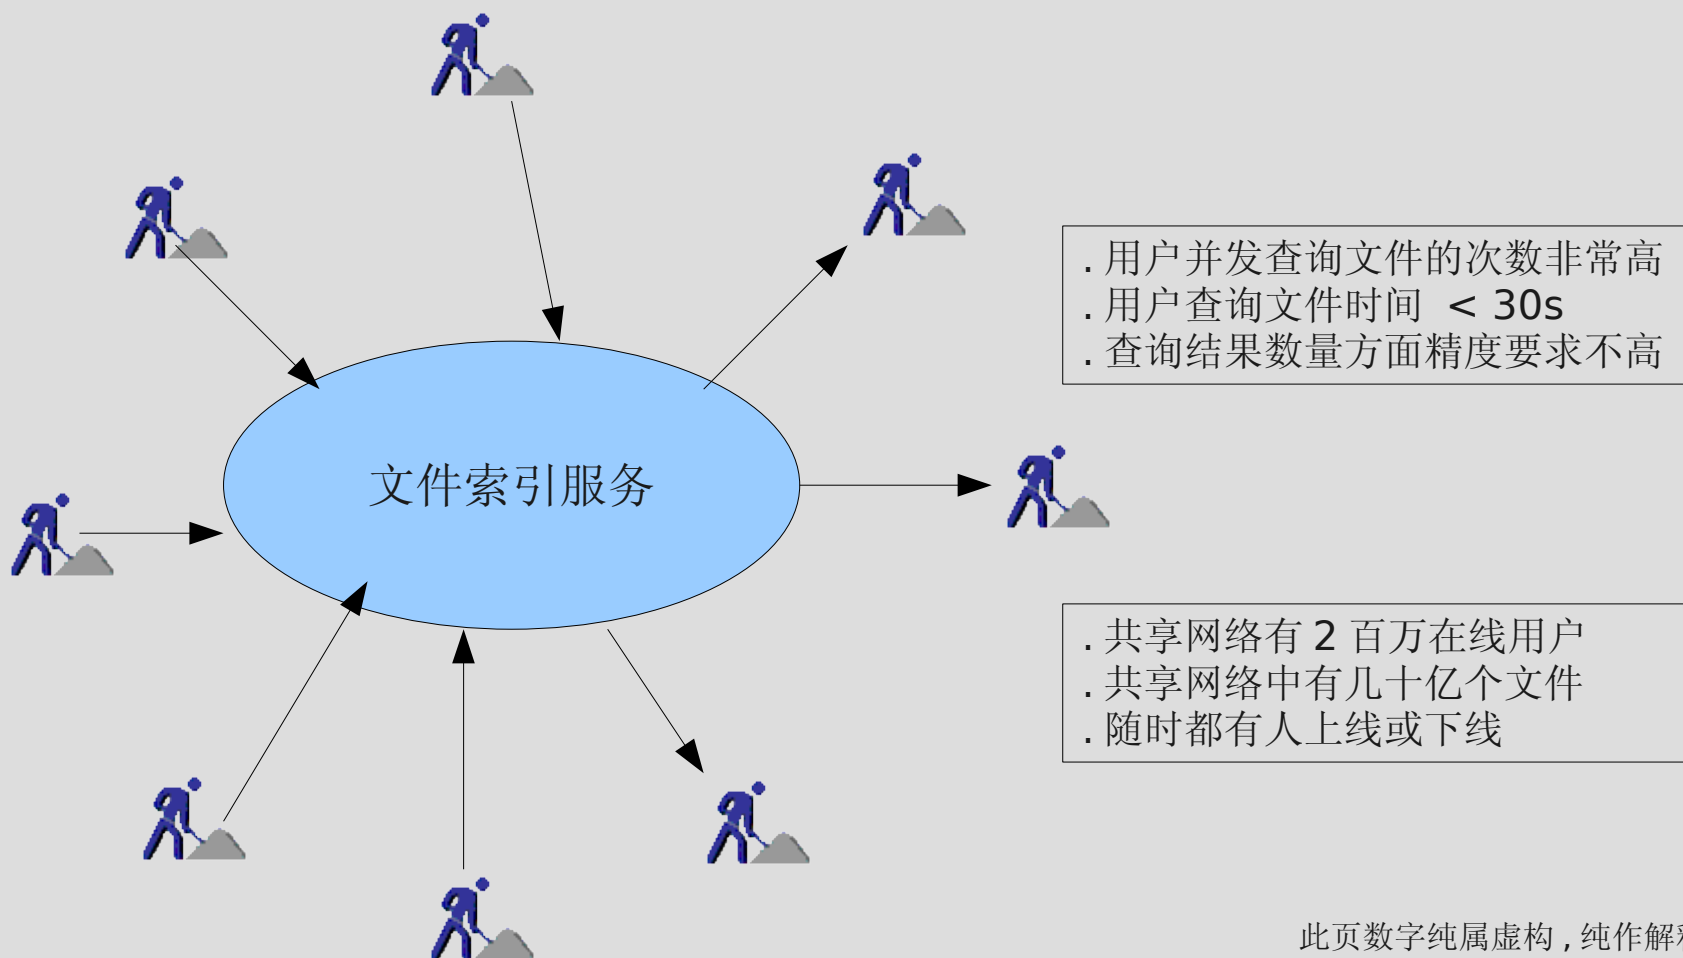 . 用户并发查询文件的次数非常高
. 用户查询文件时间 < 30s
. 查询结果数量方面精度要求不高
文件索引服务
. 共享网络有 2 百万在线用户
. 共享网络中有几十亿个文件
. 随时都有人上线或下线
此页数字纯属虚构 , 纯作解释